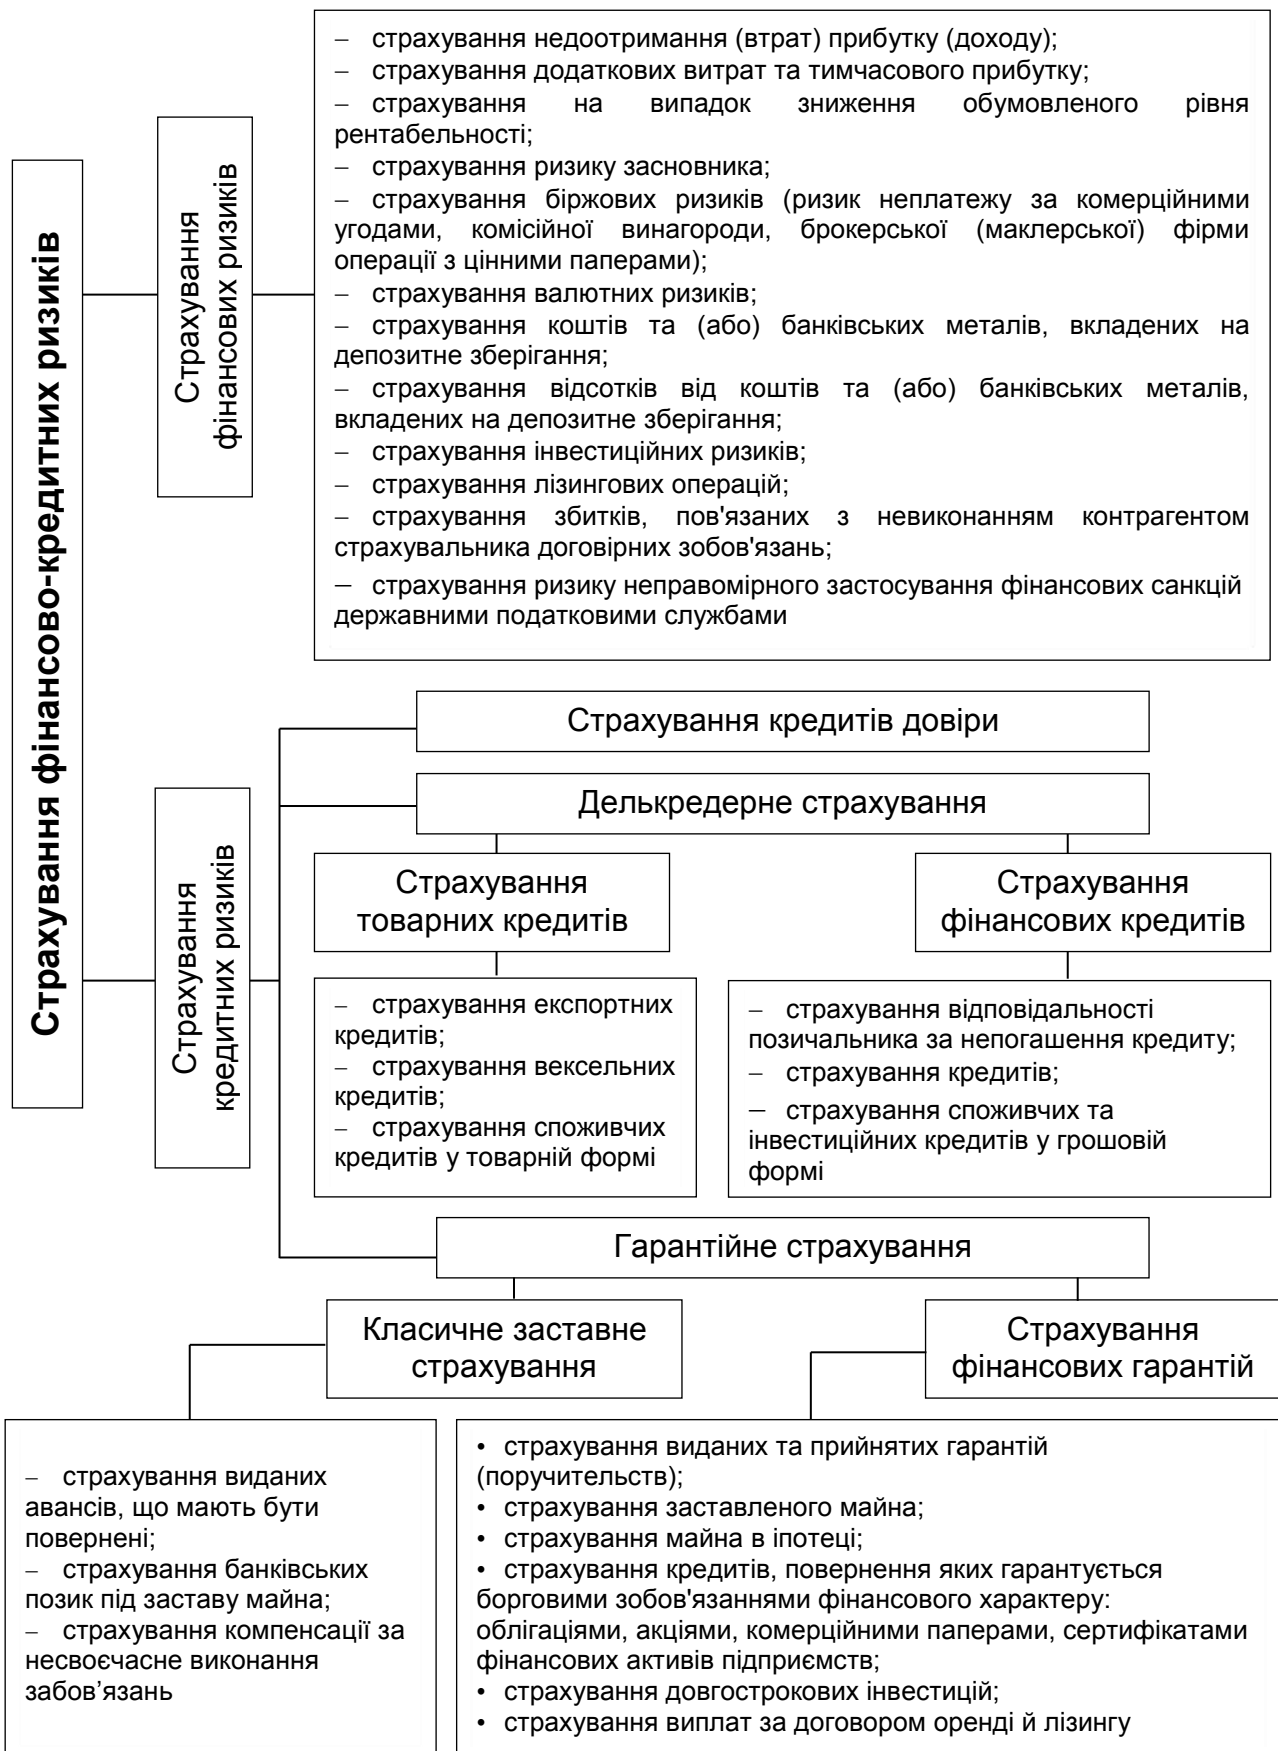 Страхування фінансово-кредитних ризиків
Страхування
фінансових ризиків
– страхування недоотримання (втрат) прибутку (доходу);
– страхування додаткових витрат та тимчасового прибутку;
– страхування на випадок зниження обумовленого рівня
рентабельності;
– страхування ризику засновника;
– страхування біржових ризиків (ризик неплатежу за комерційними
угодами, комісійної винагороди, брокерської (маклерської) фірми
операції з цінними паперами);
– страхування валютних ризиків;
– страхування коштів та (або) банківських металів, вкладених на
депозитне зберігання;
– страхування відсотків від коштів та (або) банківських металів,
вкладених на депозитне зберігання;
– страхування інвестиційних ризиків;
– страхування лізингових операцій;
– страхування збитків, пов'язаних з невиконанням контрагентом
страхувальника договірних зобов'язань;
– страхування ризику неправомірного застосування фінансових санкцій
державними податковими службами
Страхування
кредитних ризиків
Страхування кредитів довіри
Делькредерне страхування
Страхування
товарних кредитів
Страхування
фінансових кредитів
– страхування експортних
кредитів;
– страхування вексельних
кредитів;
– страхування споживчих
кредитів у товарній формі
– страхування відповідальності
позичальника за непогашення кредиту;
– страхування кредитів;
– страхування споживчих та
інвестиційних кредитів у грошовій
формі
Гарантійне страхування
Класичне заставне
страхування
Страхування
фінансових гарантій
– страхування виданих
авансів, що мають бути
повернені;
– страхування банківських
позик під заставу майна;
– страхування компенсації за
несвоєчасне виконання
забов’язань
• страхування виданих та прийнятих гарантій
(поручительств);
• страхування заставленого майна;
• страхування майна в іпотеці;
• страхування кредитів, повернення яких гарантується
борговими зобов'язаннями фінансового характеру:
облігаціями, акціями, комерційними паперами, сертифікатами
фінансових активів підприємств;
• страхування довгострокових інвестицій;
• страхування виплат за договором оренді й лізингу